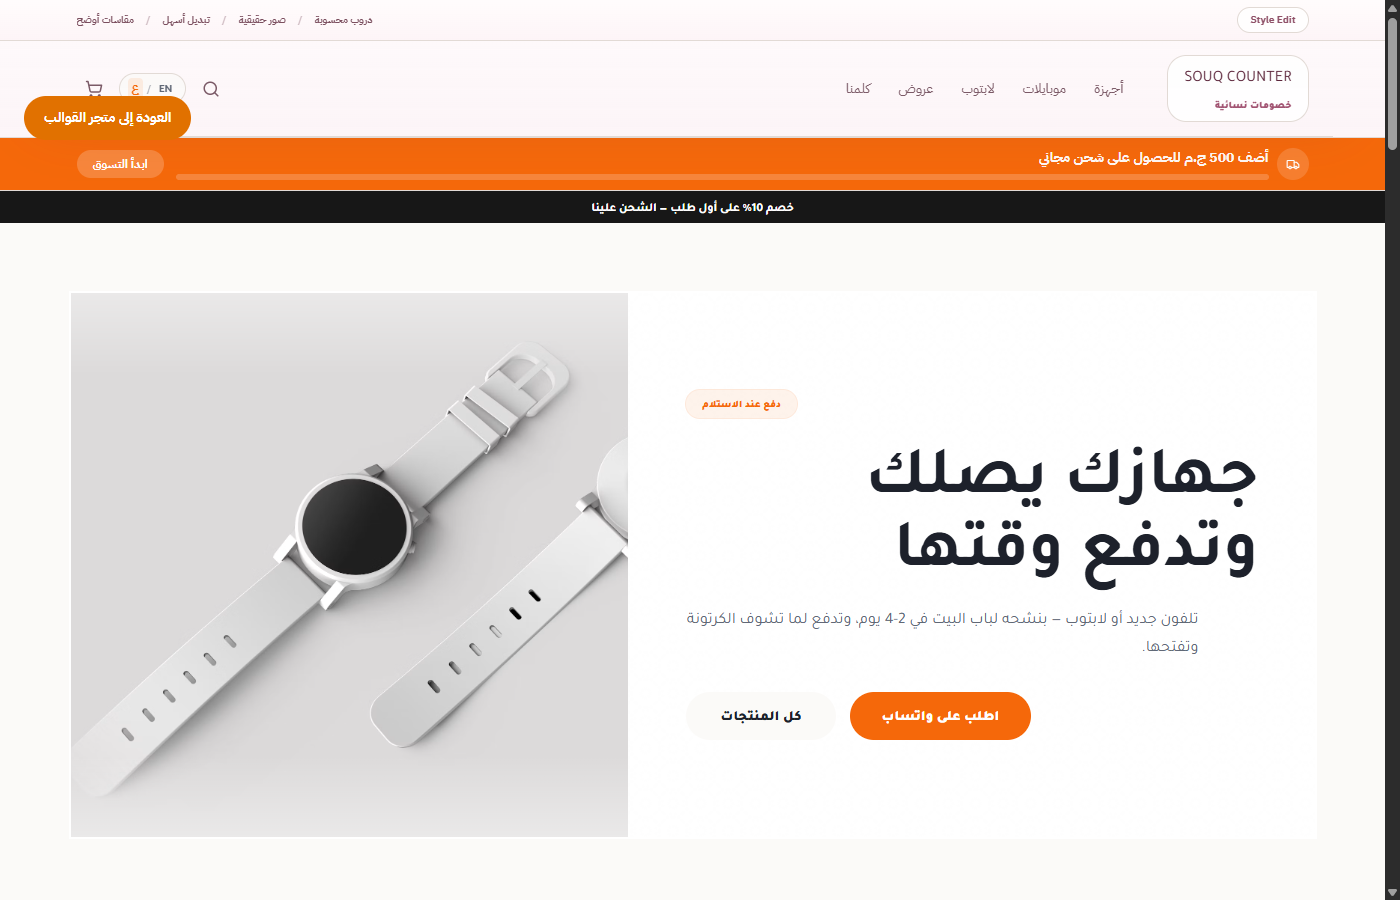 Style Edit
دروب محسوبة / صور حقيقية / تبديل أسهل / مقاسات أوضح
SOUQ COUNTER
خصومات نسائية
أجهزة
موبايلات
لابتوب
عروض
كلمنا
ع / EN
العودة إلى متجر القوالب
أضف 500 ج.م للحصول على شحن مجاني
ابدأ التسوق
خصم 10% على أول طلب – الشحن علينا
دفع عند الاستلام
جهازك يصلك
وتدفع وقتها
تلفون جديد أو لابتوب – بنشحه لباب البيت في 2-4 يوم، وتدفع لما تشوف الكرتونة
وتفتحها.
اطلب على واتساب
كل المنتجات